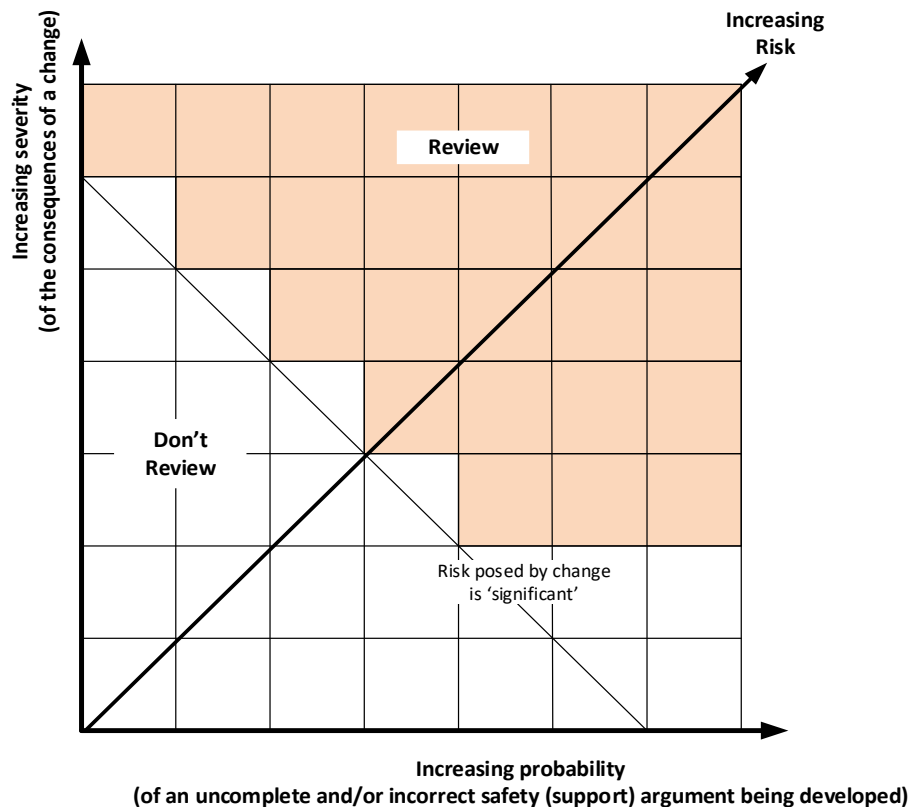 Increasing
Risk
Increasing severity
(of the consequences of a change)
Review
Don’t
Review
Risk posed by change
is ‘significant’
Increasing probability
(of an uncomplete and/or incorrect safety (support) argument being developed)